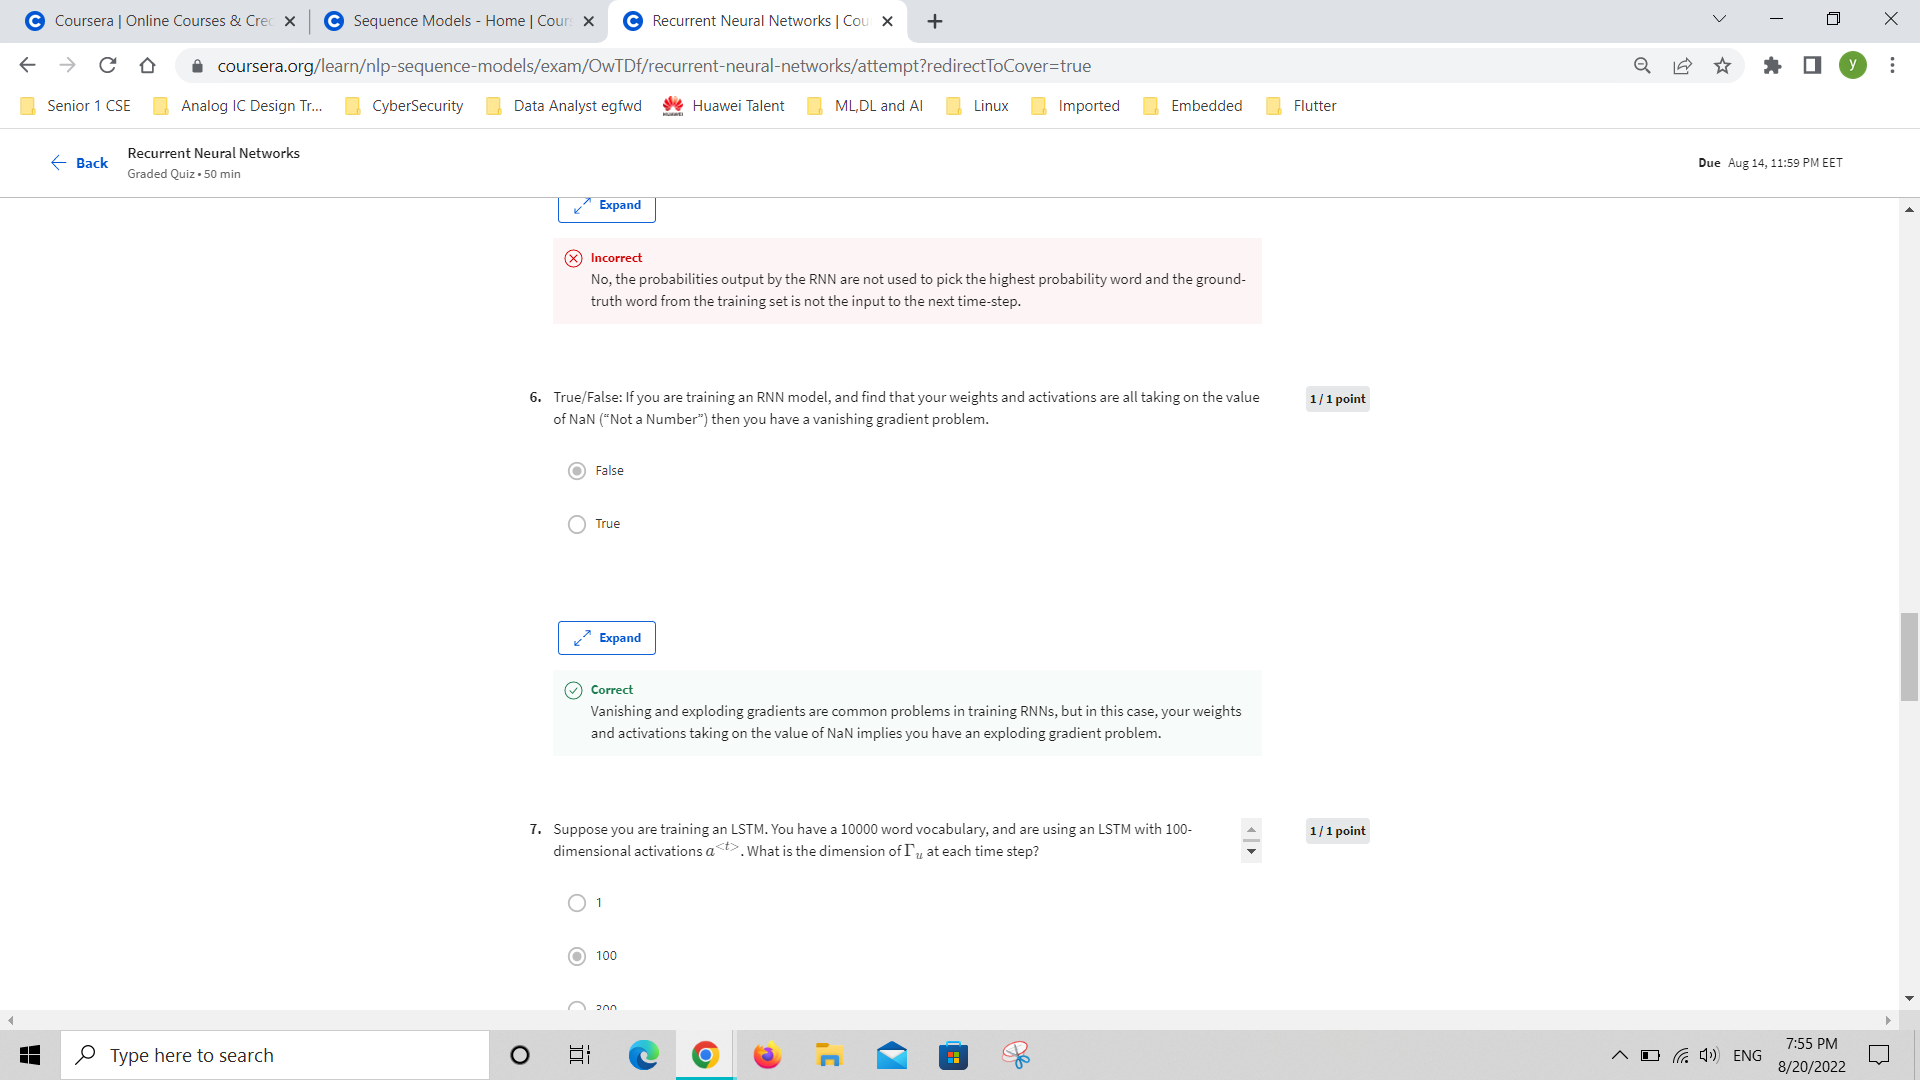 Coursera | Online Courses & Cre
Sequence Models - Home | Cour
Recurrent Neural Networks | Cou
coursera.org/learn/nlp-sequence-models/exam/OwTDf/recurrent-neural-networks/attempt?redirectToCover=true
y
Senior 1 CSE
Analog IC Design Tr...
CyberSecurity
Data Analyst egfwd
Huawei Talent
ML,DL and AI
Linux
Imported
Embedded
Flutter
Back
Recurrent Neural Networks
Graded Quiz • 50 min
Due Aug 14, 11:59 PM EET
Expand
Incorrect
No, the probabilities output by the RNN are not used to pick the highest probability word and the ground-
truth word from the training set is not the input to the next time-step.
6. True/False: If you are training an RNN model, and find that your weights and activations are all taking on the value
of NaN (“Not a Number”) then you have a vanishing gradient problem.
1 / 1 point
False
True
Expand
Correct
Vanishing and exploding gradients are common problems in training RNNs, but in this case, your weights
and activations taking on the value of NaN implies you have an exploding gradient problem.
7. Suppose you are training an LSTM. You have a 10000 word vocabulary, and are using an LSTM with 100-
dimensional activations a<t>. What is the dimension of Γu at each time step?
1 / 1 point
1
100
300
Type here to search
ENG
7:55 PM
8/20/2022